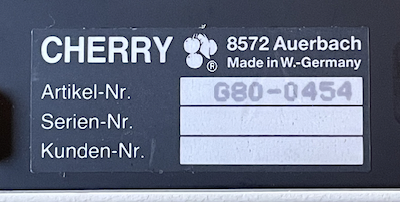 CHERRY ® 8572 Auerbach
Made in W.-Germany
Artikel-Nr. G80-0454
Serien-Nr.
Kunden-Nr.